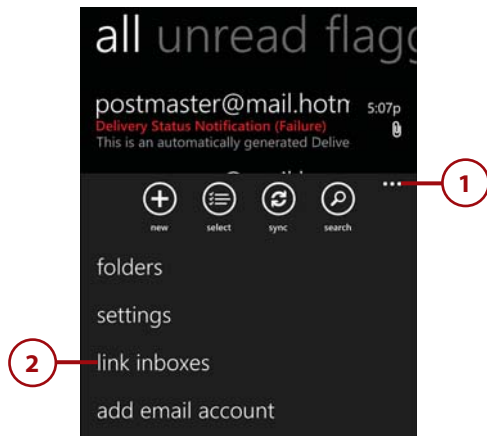 all unread flagg
postmaster@mail.hotn 5:07p
Delivery Status Notification (Failure)
This is an automatically generated Delive
1
new select sync search
folders
settings
2 link inboxes
add email account